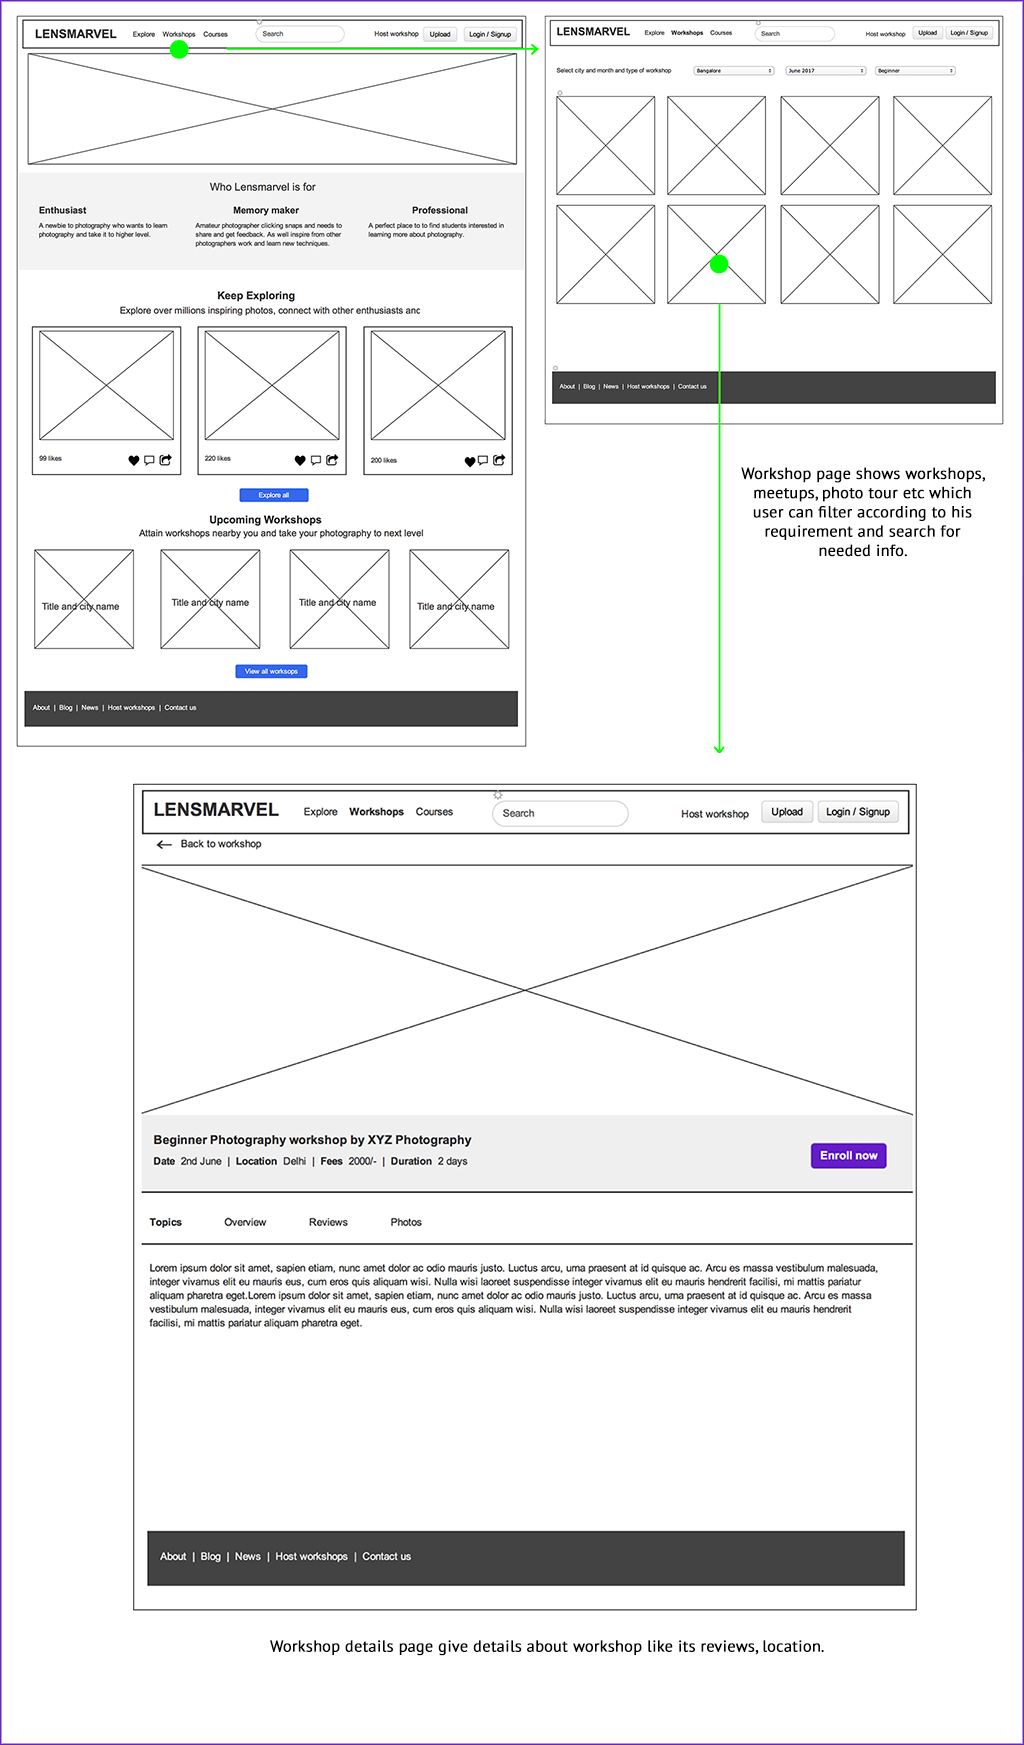 LENSMARVEL Explore Workshops Courses Search Host workshop Upload Login / Signup
Who Lensmarvel is for
Enthusiast
A newbie to photography who wants to learn
photography and take it to higher level.
Memory maker
Amateur photographer clicking snaps and needs to
share and get feedback. As well inspire from other
photographers work and learn new techniques.
Professional
A perfect place to to find students interested in
learning more about photography.
Keep Exploring
Explore over millions inspiring photos, connect with other enthusiasts and
99 likes
220 likes
200 likes
Explore all
Upcoming Workshops
Attain workshops nearby you and take your photography to next level
Title and city name
Title and city name
Title and city name
Title and city name
View all worksops
About | Blog | News | Host workshops | Contact us
LENSMARVEL Explore Workshops Courses Search Host workshop Upload Login / Signup
Select city and month and type of workshop Bangalore June 2017 Beginner
About | Blog | News | Host workshops | Contact us
Workshop page shows workshops,
meetups, photo tour etc which
user can filter according to his
requirement and search for
needed info.
LENSMARVEL Explore Workshops Courses Search Host workshop Upload Login / Signup
Back to workshop
Beginner Photography workshop by XYZ Photography
Date 2nd June | Location Delhi | Fees 2000/- | Duration 2 days
Enroll now
Topics Overview Reviews Photos
Lorem ipsum dolor sit amet, sapien etiam, nunc amet dolor ac odio mauris justo. Luctus arcu, urna praesent at id quisque ac. Arcu es massa vestibulum malesuada,
integer vivamus elit eu mauris eus, cum eros quis aliquam wisi. Nulla wisi laoreet suspendisse integer vivamus elit eu mauris hendrerit facilisi, mi mattis pariatur
aliquam pharetra eget.Lorem ipsum dolor sit amet, sapien etiam, nunc amet dolor ac odio mauris justo. Luctus arcu, urna praesent at id quisque ac. Arcu es massa
vestibulum malesuada, integer vivamus elit eu mauris eus, cum eros quis aliquam wisi. Nulla wisi laoreet suspendisse integer vivamus elit eu mauris hendrerit
facilisi, mi mattis pariatur aliquam pharetra eget.
About | Blog | News | Host workshops | Contact us
Workshop details page give details about workshop like its reviews, location.